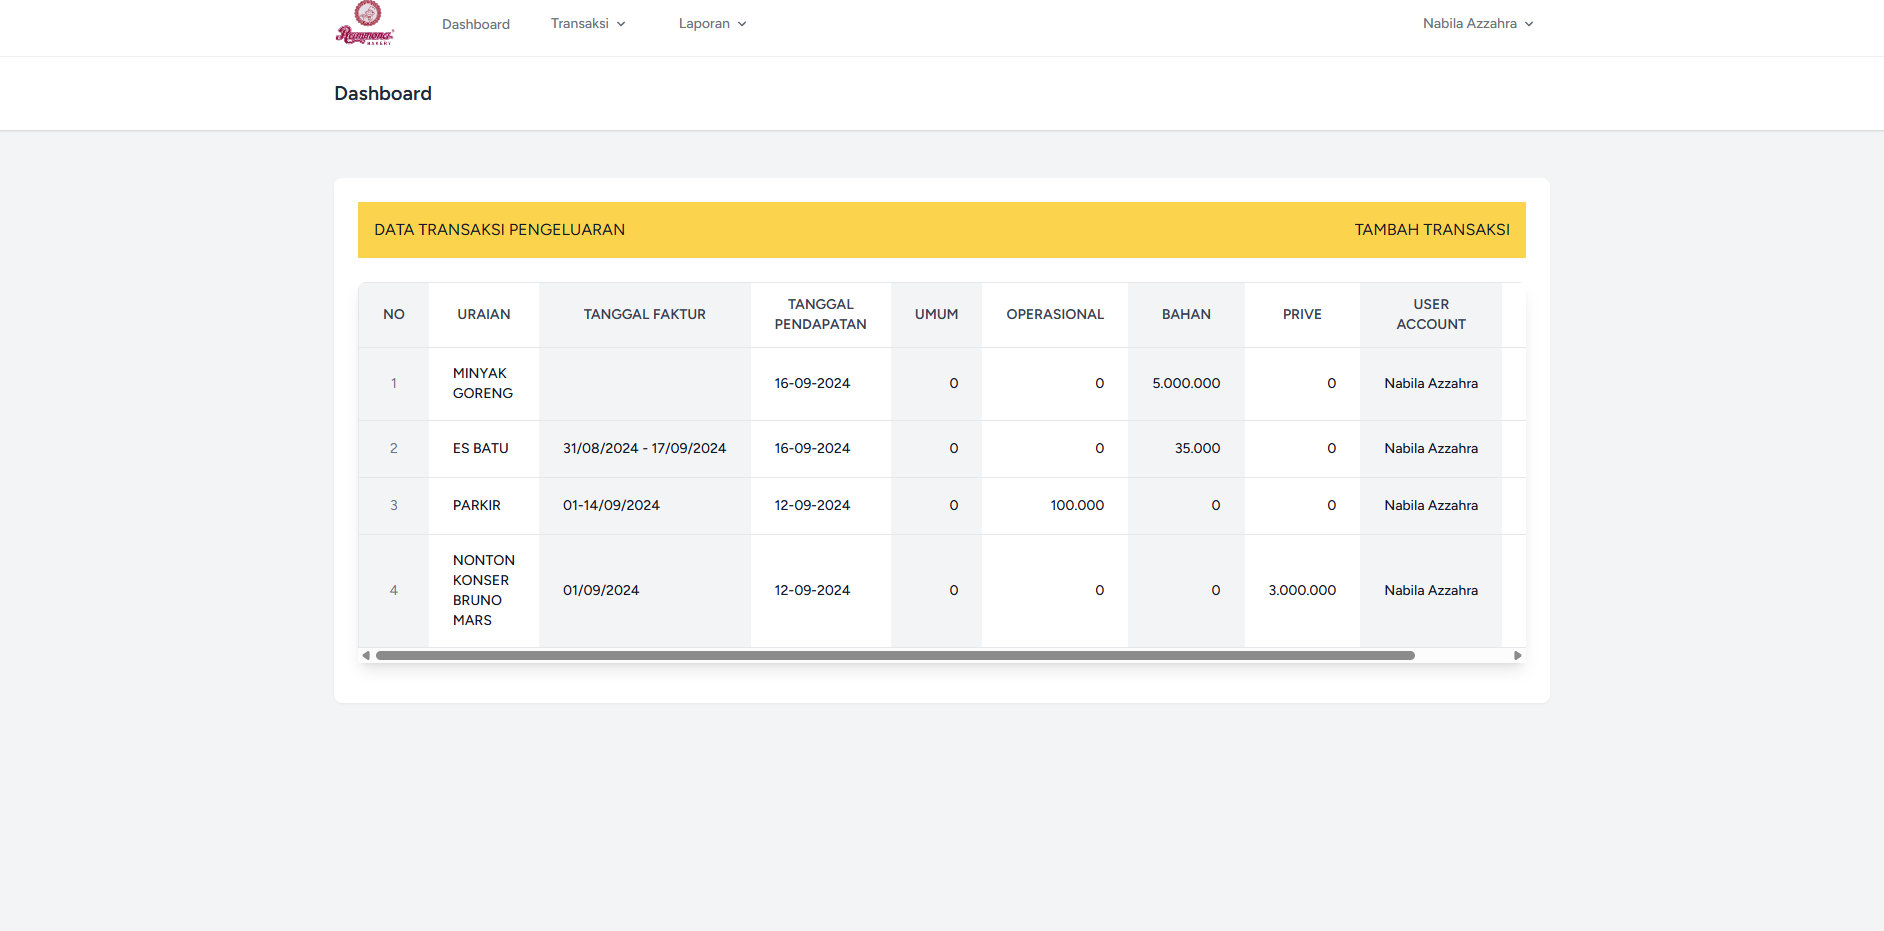 Rammona
BAKERY
Dashboard
Transaksi
Laporan
Nabila Azzahra
Dashboard
DATA TRANSAKSI PENGELUARAN
TAMBAH TRANSAKSI
NO URAIAN TANGGAL FAKTUR TANGGAL PENDAPATAN UMUM OPERASIONAL BAHAN PRIVE USER ACCOUNT
1 MINYAK GORENG 16-09-2024 0 0 5.000.000 0 Nabila Azzahra
2 ES BATU 31/08/2024 - 17/09/2024 16-09-2024 0 0 35.000 0 Nabila Azzahra
3 PARKIR 01-14/09/2024 12-09-2024 0 100.000 0 0 Nabila Azzahra
4 NONTON KONSER BRUNO MARS 01/09/2024 12-09-2024 0 0 0 3.000.000 Nabila Azzahra